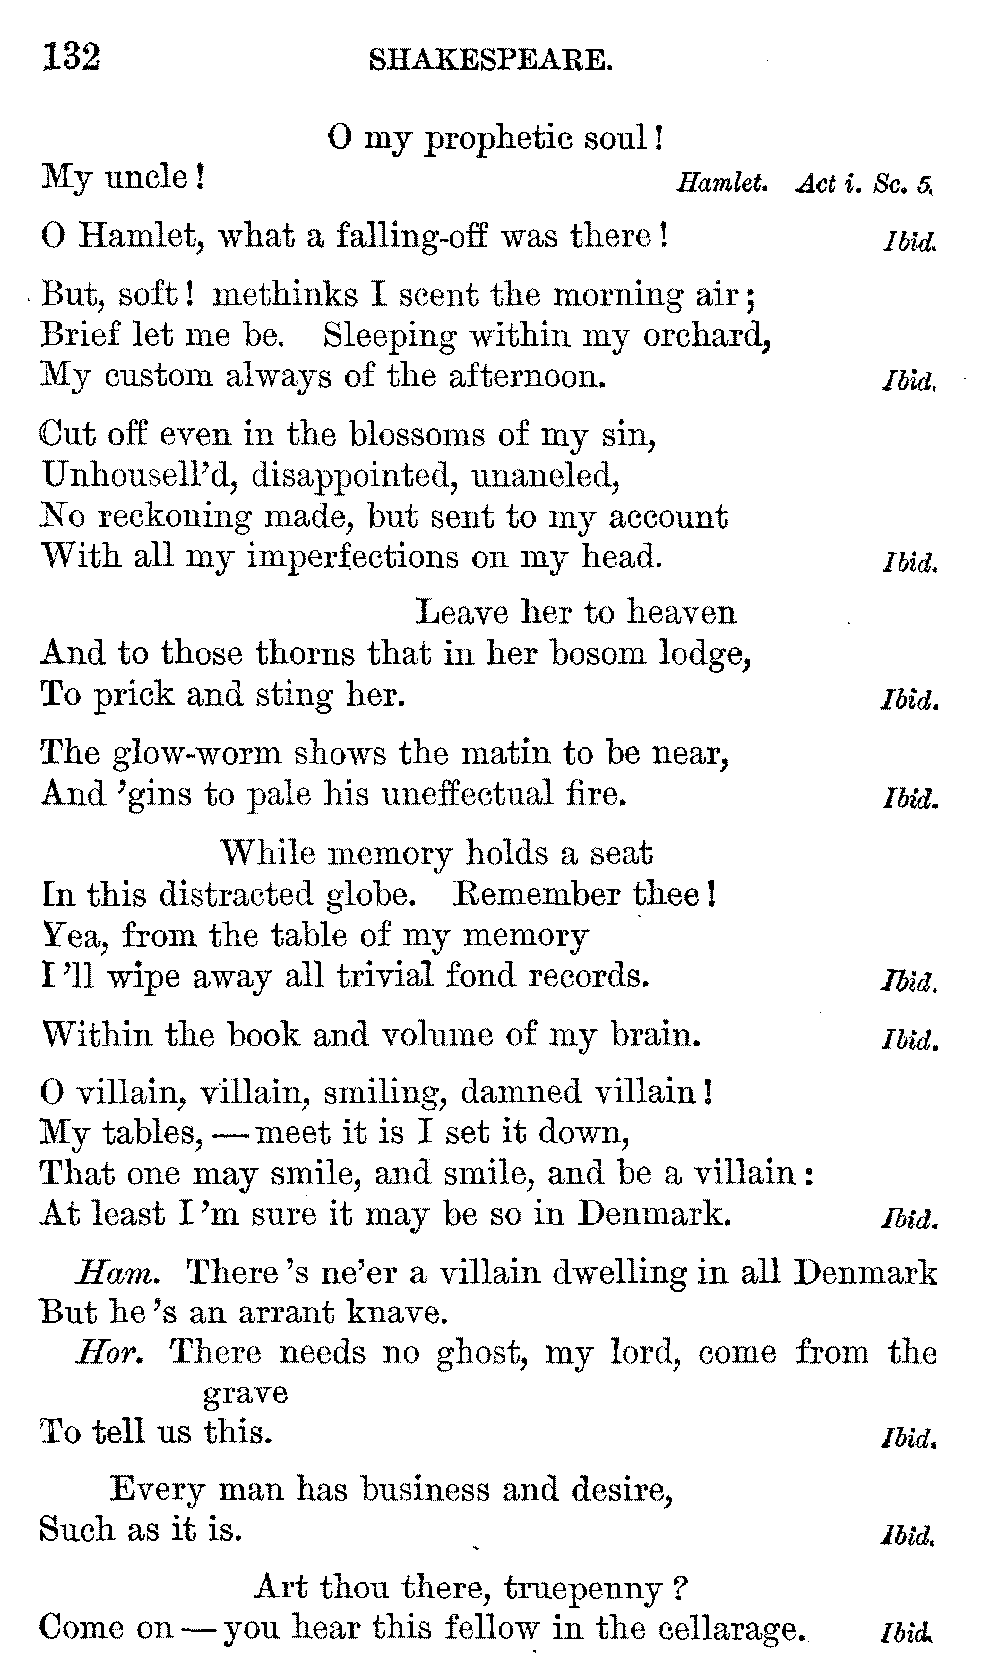 132 SHAKESPEARE.
O my prophetic soul!
My uncle! Hamlet. Act i. Sc. 5.
O Hamlet, what a falling-off was there! Ibid.
But, soft! methinks I scent the morning air;
Brief let me be. Sleeping within my orchard,
My custom always of the afternoon. Ibid.
Cut off even in the blossoms of my sin,
Unhousell'd, disappointed, unaneled,
No reckoning made, but sent to my account
With all my imperfections on my head. Ibid.
Leave her to heaven
And to those thorns that in her bosom lodge,
To prick and sting her. Ibid.
The glow-worm shows the matin to be near,
And 'gins to pale his uneffectual fire. Ibid.
While memory holds a seat
In this distracted globe. Remember thee!
Yea, from the table of my memory
I 'll wipe away all trivial fond records. Ibid.
Within the book and volume of my brain. Ibid.
O villain, villain, smiling, damned villain!
My tables, — meet it is I set it down,
That one may smile, and smile, and be a villain:
At least I 'm sure it may be so in Denmark. Ibid.
Ham. There 's ne'er a villain dwelling in all Denmark
But he 's an arrant knave.
Hor. There needs no ghost, my lord, come from the
grave
To tell us this. Ibid.
Every man has business and desire,
Such as it is. Ibid.
Art thou there, truepenny?
Come on — you hear this fellow in the cellarage. Ibid.